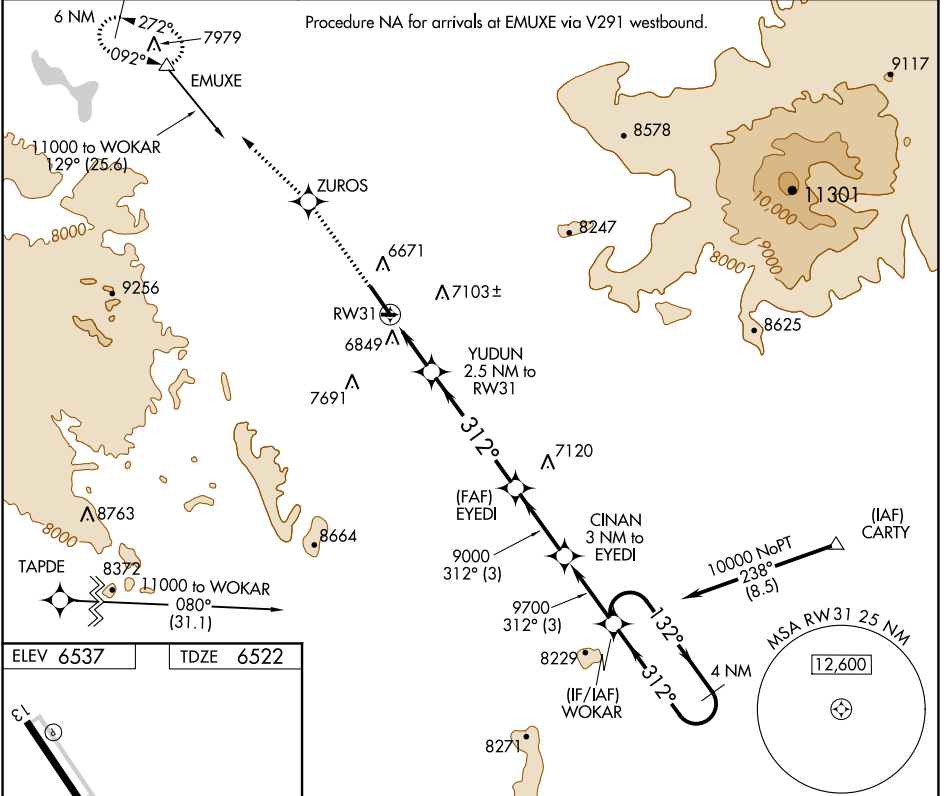 Procedure NA for arrivals at EMUXE via V291 westbound.
6 NM
272°
7979
092°
EMUXE
9117
8578
11000 to WOKAR
129° (25.6)
ZUROS
11301
10,000
8247
9000
8000
8000
6671
9256
7103±
RW31
8625
6849
YUDUN
2.5 NM to
RW31
7691
312°
7120
(FAF)
EYEDI
8763
8000
8664
CINAN
3 NM to
EYEDI
(IAF)
CARTY
9000
312° (3)
10000 NoPT
238°
(8.5)
TAPDE
8372
11000 to WOKAR
080°
(31.1)
9700
312° (3)
132°
MSA RW31 25 NM
12,600
ELEV 6537
TDZE 6522
8229
312°
4 NM
(IF/IAF)
WOKAR
13
P
8271